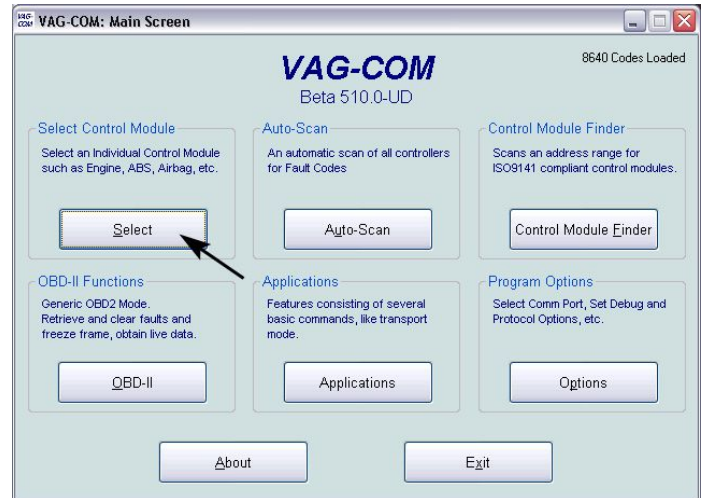 VAG-COM: Main Screen
VAG-COM
8640 Codes Loaded
Beta 510.0-UD
Select Control Module
Select an Individual Control Module
such as Engine, ABS, Airbag, etc.
Select
Auto-Scan
An automatic scan of all controllers
for Fault Codes
Auto-Scan
Control Module Finder
Scans an address range for
ISO9141 compliant control modules.
Control Module Finder
OBD-II Functions
Generic OBD2 Mode.
Retrieve and clear faults and
freeze frame, obtain live data.
OBD-II
Applications
Features consisting of several
basic commands, like transport
mode.
Applications
Program Options
Select Comm Port, Set Debug and
Protocol Options, etc.
Options
About
Exit